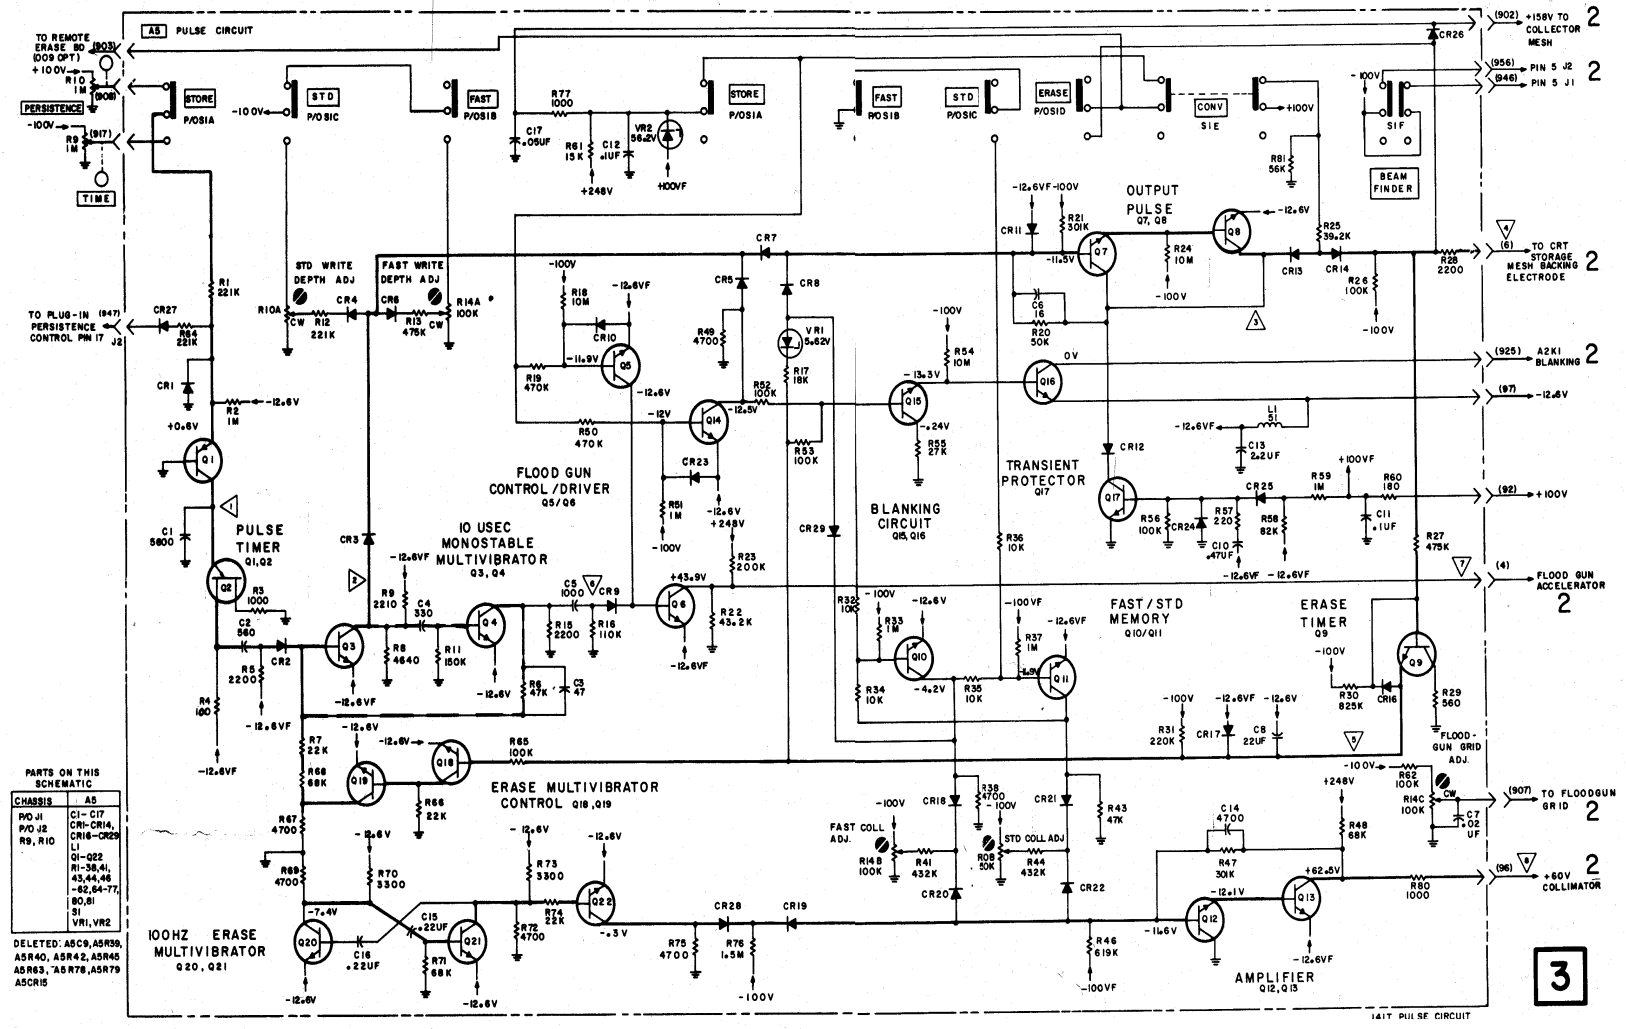 A5 PULSE CIRCUIT
TO REMOTE
ERASE BD
(009 OPT)
(903)
+100V
R10
1M
(908)
PERSISTENCE
-100V
R9
1M
(917)
TIME
STORE
P/OS1A
-100V
STD
P/OS1C
FAST
P/OS1B
R77
1000
C17
.05UF
R61
15K
+248V
C12
.1UF
VR2
56.2V
+100VF
STORE
P/OS1A
FAST
P/OS1B
STD
P/OS1C
ERASE
P/OS1D
CONV
S1E
+100V
R81
56K
CR26
(902)
+158V TO
COLLECTOR
MESH
2
(956)
PIN 5 J2
(946)
PIN 5 J1
2
-100V
S1F
BEAM
FINDER
-12.6VF
-100V
CR11
R21
301K
OUTPUT
PULSE
Q7, Q8
Q7
-11.5V
R24
10M
-100V
Q8
-12.6V
R25
39.2K
CR13
CR14
R26
100K
-100V
R28
2200
4
(6)
TO CRT
STORAGE
MESH BACKING
ELECTRODE
2
C6
16
R20
50K
3
TO PLUG-IN
PERSISTENCE
CONTROL PIN 17
(947)
J2
CR27
R64
221K
R1
221K
CR1
R2
1M
-12.6V
+0.6V
Q1
C1
5600
1
PULSE
TIMER
Q1,Q2
Q2
R3
1000
C2
560
CR2
R5
2200
-12.6VF
R4
100
-12.6VF
STD WRITE
DEPTH ADJ
FAST WRITE
DEPTH ADJ
R10A
CW
R12
221K
CR4
CR6
R13
475K
CW
R14A
100K
CR3
2
-100V
R18
10M
-12.6VF
CR10
-11.9V
Q5
R19
470K
-12.6V
R50
470K
FLOOD GUN
CONTROL/DRIVER
Q5/Q6
CR7
CR5
R49
4700
CR8
VR1
5.62V
R17
18K
-12V
Q14
-12.5V
R52
100K
R53
100K
CR23
R51
1M
-100V
-12.6V
+248V
R23
200K
CR29
-13.3V
Q15
-.24V
R55
27K
-100V
R54
10M
Q16
0V
BLANKING
CIRCUIT
Q15, Q16
(925)
A2K1
BLANKING
2
(97)
-12.6V
L1
51
-12.6VF
C13
2.2UF
TRANSIENT
PROTECTOR
Q17
CR12
Q17
R56
100K
CR24
R57
220
C10
.47UF
-12.6VF
CR25
R58
82K
-12.6VF
R59
1M
+100VF
R60
180
C11
.1UF
(92)
+100V
R27
475K
10 USEC
MONOSTABLE
MULTIVIBRATOR
Q3, Q4
-12.6VF
R9
2210
C4
330
Q3
R8
4640
-12.6VF
R11
150K
Q4
-12.6V
R6
47K
C3
47
R15
2200
C5
1000
6
R16
110K
CR9
Q6
+43.9V
-12.6VF
R22
43.2K
R36
10K
R32
10K
-100V
R33
1M
-12.6V
Q10
-4.2V
R34
10K
R35
10K
-100VF
R37
1M
-12.6VF
Q11
FAST/STD
MEMORY
Q10/Q11
7
(4)
FLOOD GUN
ACCELERATOR
2
ERASE
TIMER
Q9
-100V
Q9
R30
825K
CR16
R29
560
-100V
R31
220K
-12.6VF
CR17
-12.6V
C8
22UF
5
R7
22K
R68
68K
R67
4700
R69
4700
-12.6V
Q19
-12.6V
Q18
R66
22K
R65
100K
ERASE MULTIVIBRATOR
CONTROL Q18,Q19
FLOOD-
GUN GRID
ADJ.
-100V
R62
100K
CW
R14C
100K
C7
.02
UF
(907)
TO FLOODGUN
GRID
2
+248V
R48
68K
PARTS ON THIS
SCHEMATIC
CHASSIS A5
P/O J1
P/O J2
R9, R10
C1-C17
CR1-CR14,
CR16-CR29
L1
Q1-Q22
R1-38,41,
43,44,46
-62,64-77,
80,81
S1
VR1, VR2
DELETED: A5C9, A5R39,
A5R40, A5R42, A5R45
A5R63, A5R78, A5R79
A5CR15
-12.6V
R70
3300
-7.4V
Q20
-12.6V
C16
.22UF
C15
.22UF
R71
68K
Q21
-12.6V
-12.6V
R73
3300
R72
4700
R74
22K
-12.6V
Q22
-.3V
100HZ ERASE
MULTIVIBRATOR
Q20, Q21
CR28
CR19
R75
4700
R76
1.5M
-100V
-100V
FAST COLL
ADJ.
R14B
100K
R41
432K
CR18
R38
4700
CR20
-100V
STD COLL ADJ
50K
R44
432K
CR21
R43
47K
CR22
R46
619K
-100VF
C14
4700
R47
301K
-12.1V
Q12
-11.6V
Q13
+62.5V
-12.6VF
AMPLIFIER
Q12, Q13
R80
1000
(96)
8
+60V
COLLIMATOR
2
3
141T PULSE CIRCUIT